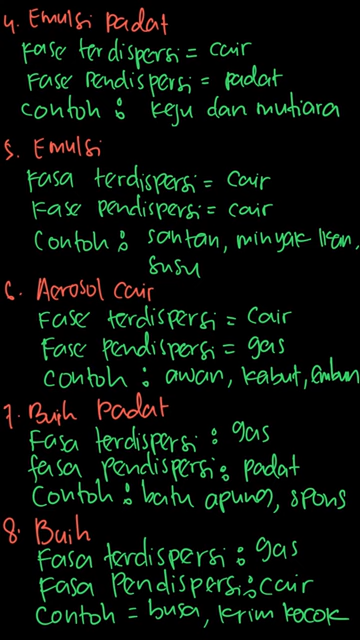 4. Emulsi padat
Fase terdispersi = cair
Fase Pendispersi = padat
Contoh : keju dan mutiara
5. Emulsi
Fasa terdispersi = cair
Fase pendispersi = cair
Contoh : santan, minyak ikan,
susu
6. Aerosol cair
Fase terdispersi = cair
Fase pendispersi = gas
Contoh : awan, kabut, embun
7. Buih padat
Fasa terdispersi : gas
fasa pendispersi : padat
Contoh : batu apung, spons
8. Buih
Fasa terdispersi : gas
Fasa Pendispersi : cair
Contoh = busa, krim kocok